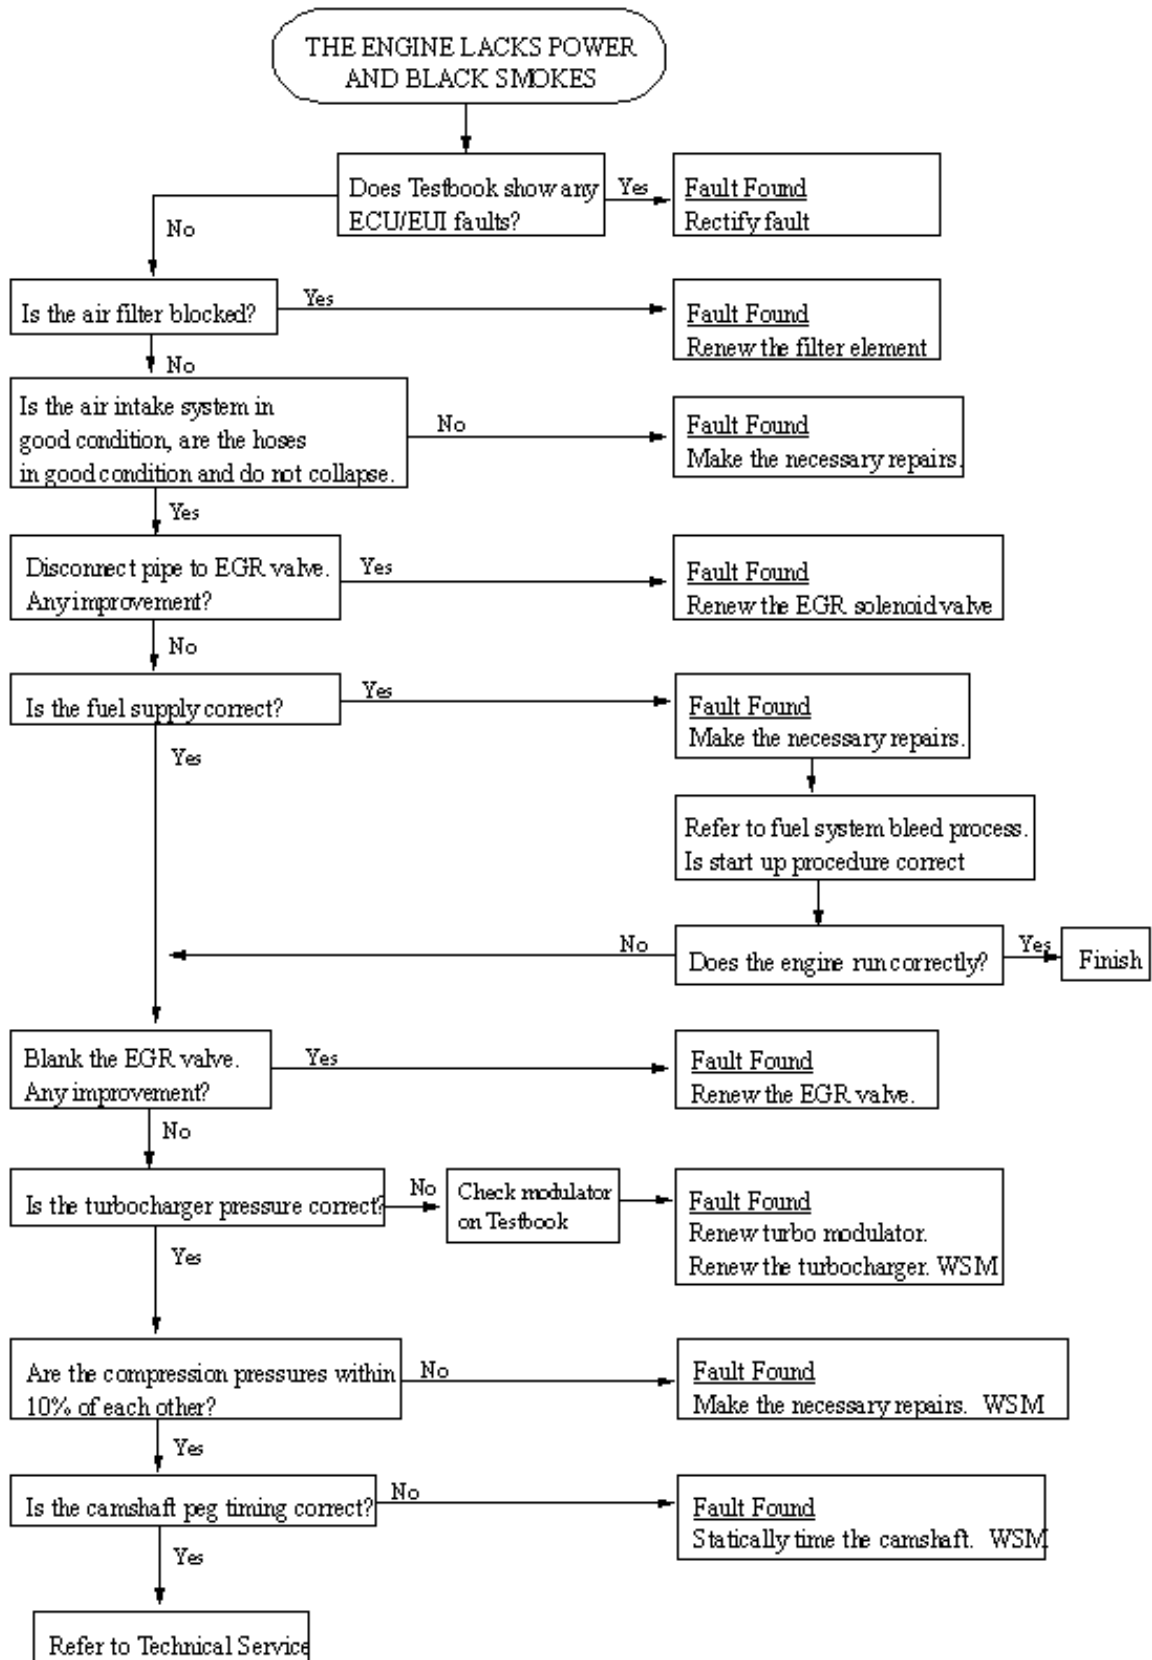 THE ENGINE LACKS POWER
AND BLACK SMOKES
Does Testbook show any
ECU/EUI faults?
Yes
Fault Found
Rectify fault
No
Is the air filter blocked?
Yes
Fault Found
Renew the filter element
No
Is the air intake system in
good condition, are the hoses
in good condition and do not collapse.
No
Fault Found
Make the necessary repairs.
Yes
Disconnect pipe to EGR valve.
Any improvement?
Yes
Fault Found
Renew the EGR solenoid valve
No
Is the fuel supply correct?
Yes
Fault Found
Make the necessary repairs.
Yes
Refer to fuel system bleed process.
Is start up procedure correct
No
Does the engine run correctly?
Yes
Finish
Blank the EGR valve.
Any improvement?
Yes
Fault Found
Renew the EGR valve.
No
Is the turbocharger pressure correct?
No
Check modulator
on Testbook
Fault Found
Renew turbo modulator.
Renew the turbocharger. WSM
Yes
Are the compression pressures within
10% of each other?
No
Fault Found
Make the necessary repairs. WSM
Yes
Is the camshaft peg timing correct?
No
Fault Found
Statically time the camshaft. WSM
Yes
Refer to Technical Service